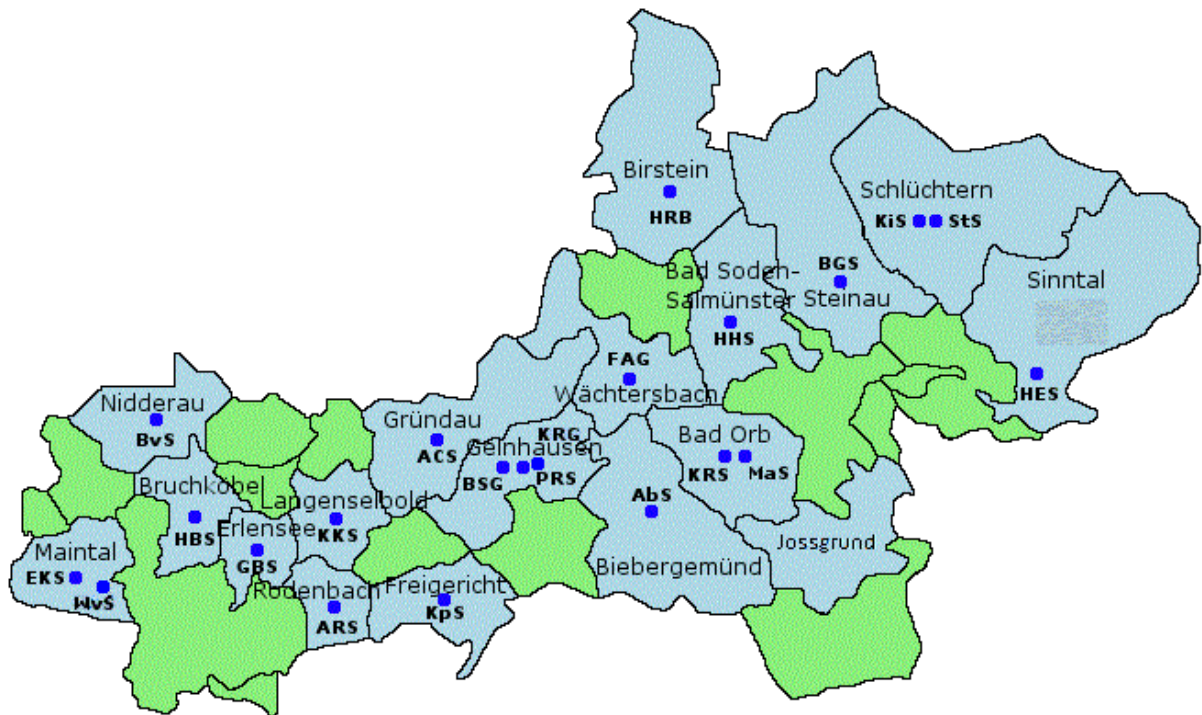 Birstein
HRB
Schlüchtern
KiS StS
Bad Soden-
Salmünster
HHS
BGS
Steinau
Sinntal
HES
FAG
Wächtersbach
Nidderau
BvS
Gründau
ACS
KRG
Gelnhausen
BSG PRS
Bad Orb
KRS MaS
Bruchköbel
HBS
Langenselbold
KKS
AbS
Biebergemünd
Erlensee
GBS
Jossgrund
Maintal
EKS
WvS
Rodenbach
ARS
Freigericht
KpS